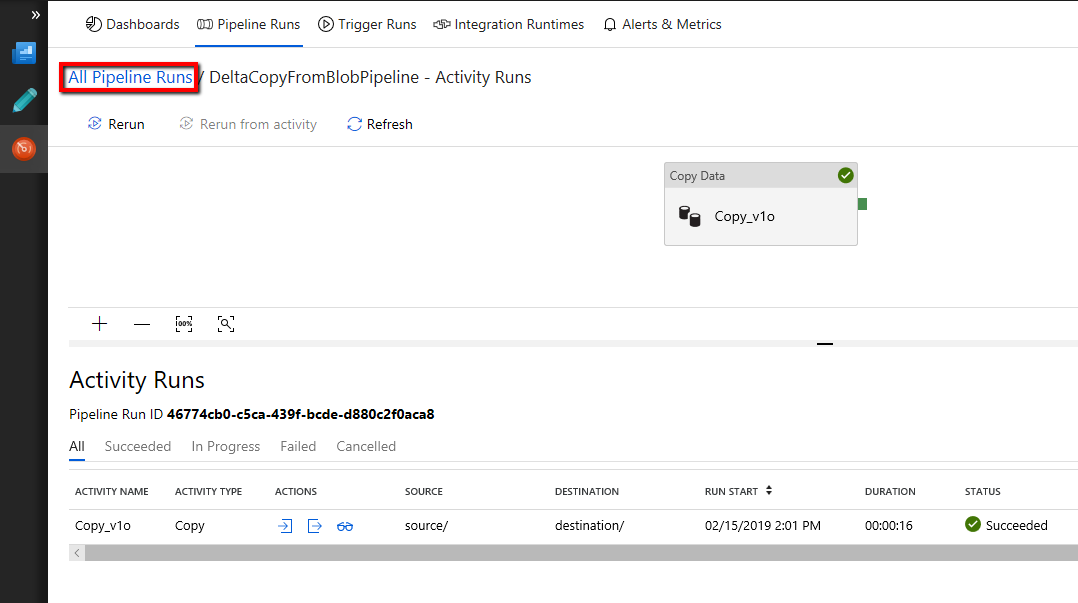 »
Dashboards Pipeline Runs Trigger Runs Integration Runtimes Alerts & Metrics
All Pipeline Runs / DeltaCopyFromBlobPipeline - Activity Runs
Rerun Rerun from activity Refresh
Copy Data
Copy_v1o
100%
Activity Runs
Pipeline Run ID 46774cb0-c5ca-439f-bcde-d880c2f0aca8
All Succeeded In Progress Failed Cancelled
ACTIVITY NAME ACTIVITY TYPE ACTIONS SOURCE DESTINATION RUN START DURATION STATUS
Copy_v1o Copy source/ destination/ 02/15/2019 2:01 PM 00:00:16 Succeeded